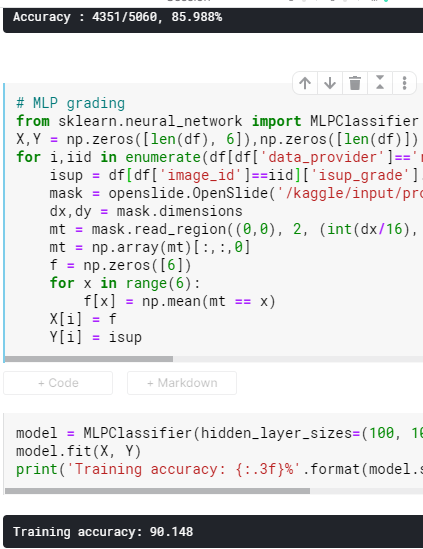 Accuracy : 4351/5060, 85.988%
# MLP grading
from sklearn.neural_network import MLPClassifier
X,Y = np.zeros([len(df), 6]),np.zeros([len(df)])
for i,iid in enumerate(df[df['data_provider']=='
    isup = df[df['image_id']==iid]['isup_grade'].
    mask = openslide.OpenSlide('/kaggle/input/pro
    dx,dy = mask.dimensions
    mt = mask.read_region((0,0), 2, (int(dx/16),
    mt = np.array(mt)[:,:,0]
    f = np.zeros([6])
    for x in range(6):
        f[x] = np.mean(mt == x)
    X[i] = f
    Y[i] = isup
+ Code
+ Markdown
model = MLPClassifier(hidden_layer_sizes=(100, 10
model.fit(X, Y)
print('Training accuracy: {:.3f}%'.format(model.s
Training accuracy: 90.148